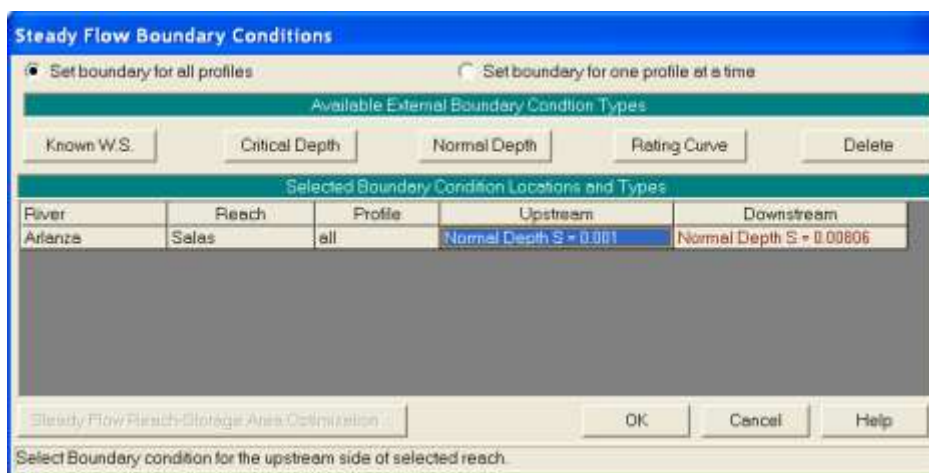 Steady Flow Boundary Conditions
Set boundary for all profiles Set boundary for one profile at a time
Available External Boundary Condtion Types
Known W.S. Critical Depth Normal Depth Rating Curve Delete
Selected Boundary Condition Locations and Types
River Reach Profile Upstream Downstream
Arlanza Salas all Normal Depth S = 0.001 Normal Depth S = 0.00806
Steady Flow Reach-Storage Area Optimization ...
OK Cancel Help
Select Boundary condition for the upstream side of selected reach.